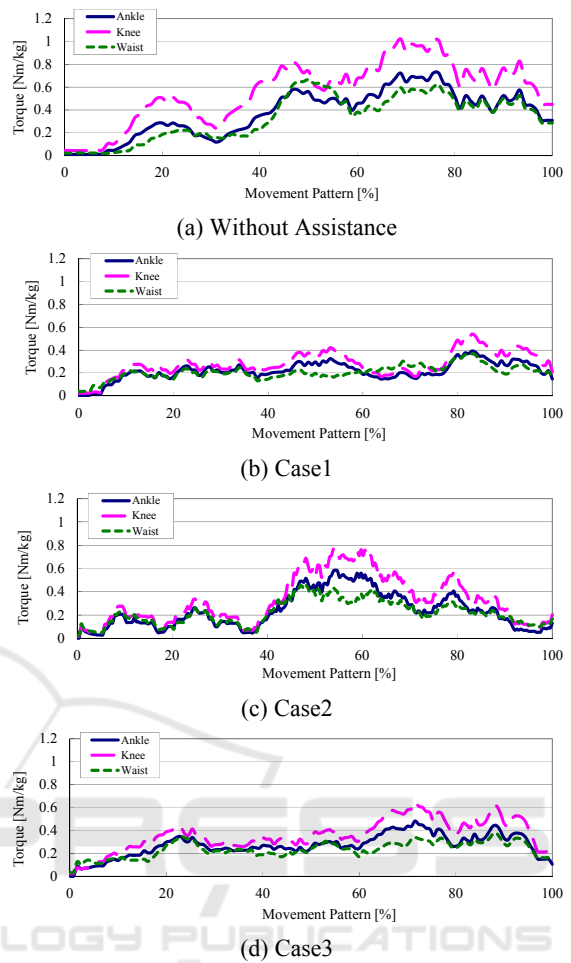 1.2
1
0.8
0.6
0.4
0.2
0
Torque [Nm/kg]
Ankle
Knee
Waist
0 20 40 60 80 100
Movement Pattern [%]
(a) Without Assistance
1.2
1
0.8
0.6
0.4
0.2
0
Torque [Nm/kg]
Ankle
Knee
Waist
0 20 40 60 80 100
Movement Pattern [%]
(b) Case1
1.2
1
0.8
0.6
0.4
0.2
0
Torque [Nm/kg]
Ankle
Knee
Waist
0 20 40 60 80 100
Movement Pattern [%]
(c) Case2
1.2
1
0.8
0.6
0.4
0.2
0
Torque [Nm/kg]
Ankle
Knee
Waist
0 20 40 60 80 100
Movement Pattern [%]
(d) Case3
LOGY PUBLICATIONS